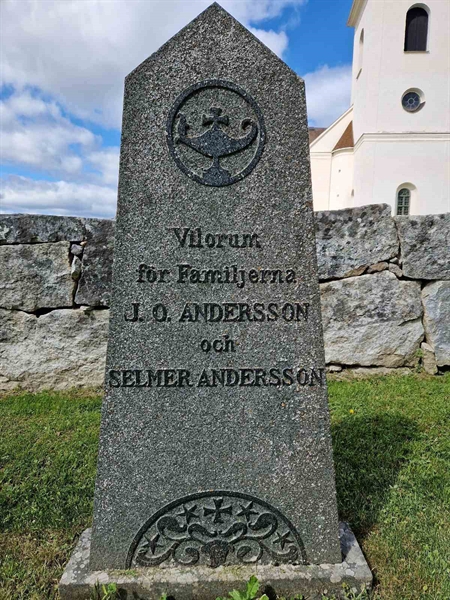 Vilorum
för Familjerna
J. O. ANDERSSON
och
SELMER ANDERSSON